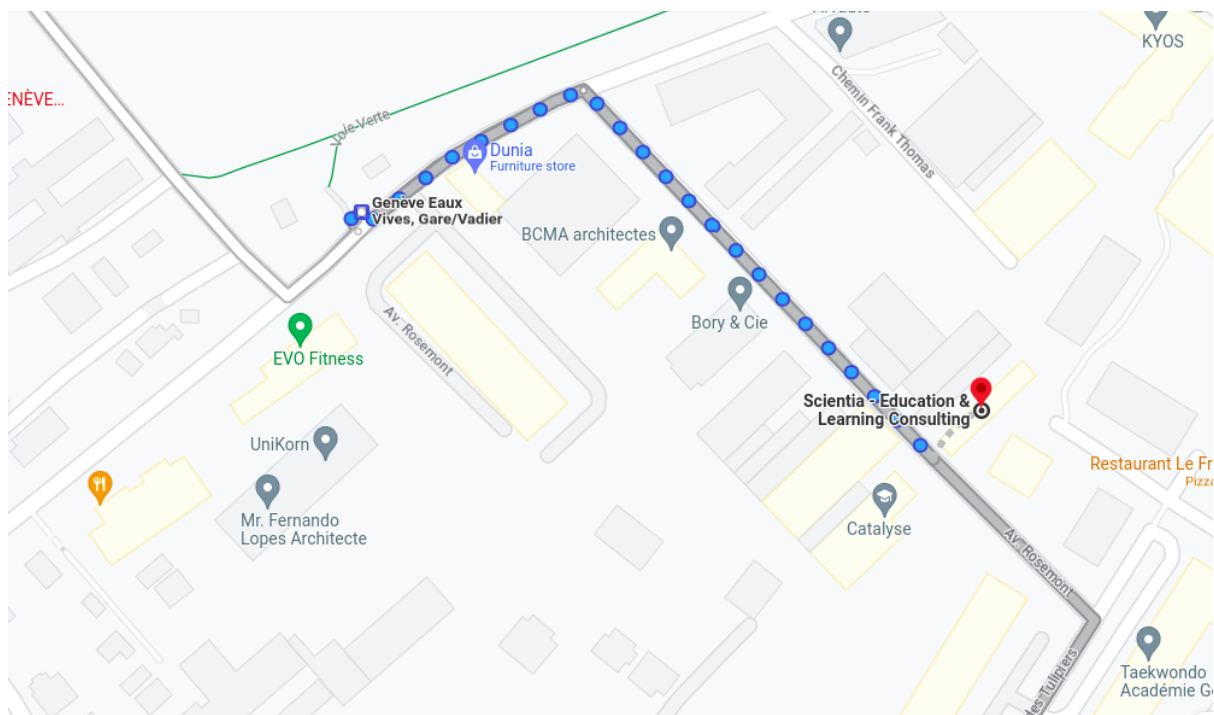 KYOS
ENÈVE...
Voie Verte
Chemin Frank Thomas
Dunia
Furniture store
Genève Eaux
Vives, Gare/Vadier
BCMA architectes
Bory & Cie
Av. Rosemont
EVO Fitness
Scientia - Education &
Learning Consulting
UniKorn
Restaurant Le Fr
Pizza
Mr. Fernando
Lopes Architecte
Catalyse
Av. Rosemont
des Tulipiers
Taekwondo
Académie Ge